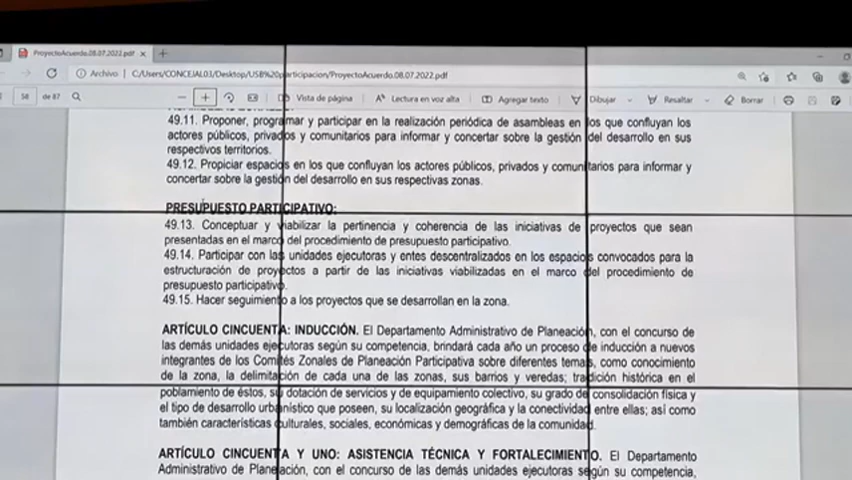 ProyectoAcuerdo.08.07.2022.pdf
Archivo | C:/Users/CONCEJAL03/Desktop/USB%20participacion/ProyectoAcuerdo.08.07.2022.pdf
58 de 87 Vista de página Lectura en voz alta Agregar texto Dibujar Resaltar Borrar
49.11. Proponer, programar y participar en la realización periódica de asambleas en los que confluyan los
actores públicos, privados y comunitarios para informar y concertar sobre la gestión del desarrollo en sus
respectivos territorios.
49.12. Propiciar espacios en los que confluyan los actores públicos, privados y comunitarios para informar y
concertar sobre la gestión del desarrollo en sus respectivas zonas.
PRESUPUESTO PARTICIPATIVO:
49.13. Conceptuar y viabilizar la pertinencia y coherencia de las iniciativas de proyectos que sean
presentadas en el marco del procedimiento de presupuesto participativo.
49.14. Participar con las unidades ejecutoras y entes descentralizados en los espacios convocados para la
estructuración de proyectos a partir de las iniciativas viabilizadas en el marco del procedimiento de
presupuesto participativo.
49.15. Hacer seguimiento a los proyectos que se desarrollan en la zona.
ARTÍCULO CINCUENTA: INDUCCIÓN. El Departamento Administrativo de Planeación, con el concurso de
las demás unidades ejecutoras según su competencia, brindará cada año un proceso de inducción a nuevos
integrantes de los Comités Zonales de Planeación Participativa sobre diferentes temas, como conocimiento
de la zona, la delimitación de cada una de las zonas, sus barrios y veredas; tradición histórica en el
poblamiento de éstos, su dotación de servicios y de equipamiento colectivo, su grado de consolidación física y
el tipo de desarrollo urbanístico que poseen, su localización geográfica y la conectividad entre ellas; así como
también características culturales, sociales, económicas y demográficas de la comunidad.
ARTÍCULO CINCUENTA Y UNO: ASISTENCIA TÉCNICA Y FORTALECIMIENTO. El Departamento
Administrativo de Planeación, con el concurso de las demás unidades ejecutoras según su competencia,